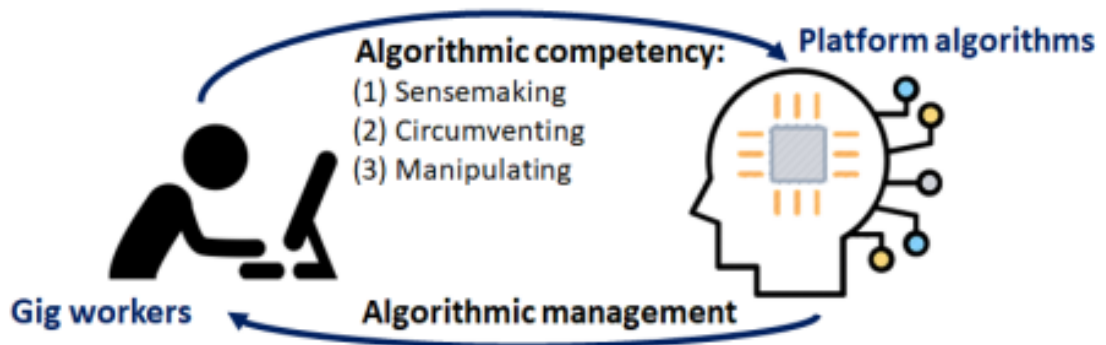 Algorithmic competency:
(1) Sensemaking
(2) Circumventing
(3) Manipulating
Platform algorithms
Gig workers
Algorithmic management